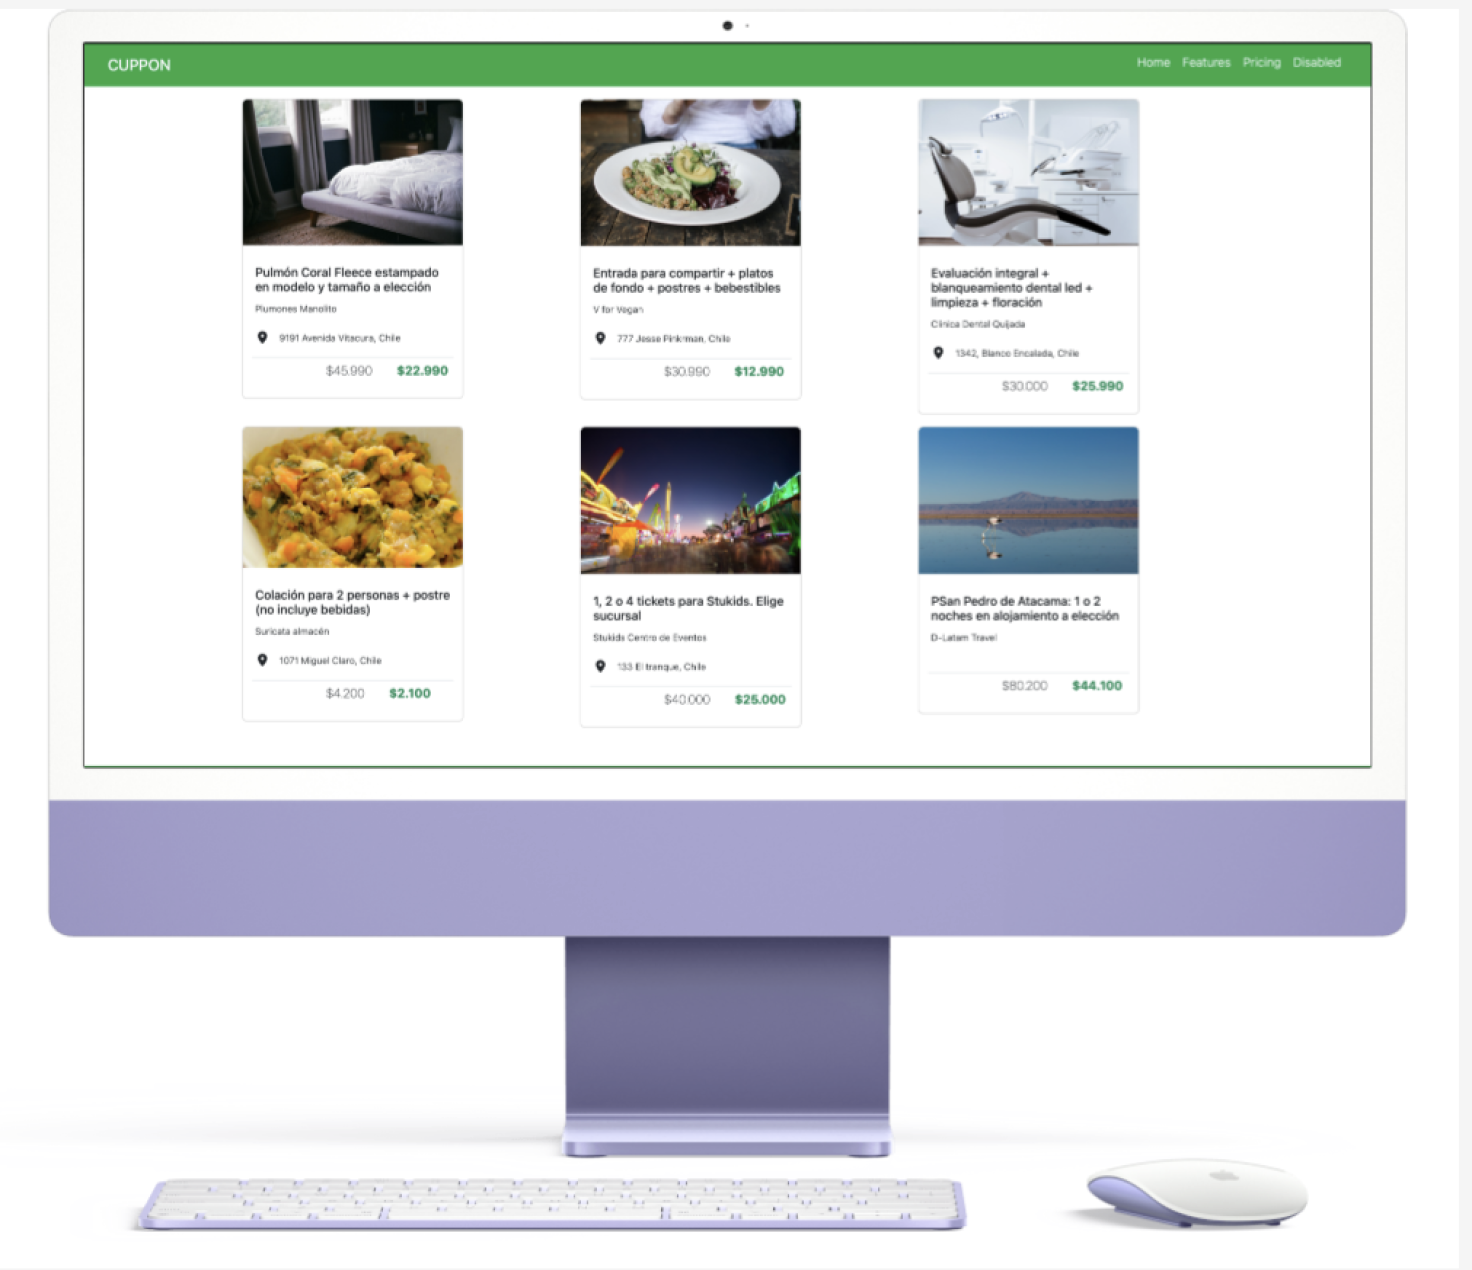 CUPPON
Home Features Pricing Disabled
Pulmón Coral Fleece estampado
en modelo y tamaño a elección
Plumones Manolito
9191 Avenida Vitacura, Chile
$45.990 $22.990
Entrada para compartir + platos
de fondo + postres + bebestibles
V for Vegan
777 Jesse Pinkman, Chile
$30.990 $12.990
Evaluación integral +
blanqueamiento dental led +
limpieza + floración
Clínica Dental Quijada
1342, Blanco Encalada, Chile
$30.000 $25.990
Colación para 2 personas + postre
(no incluye bebidas)
Suricata almacén
1071 Miguel Claro, Chile
$4.200 $2.100
1, 2 o 4 tickets para Stukids. Elige
sucursal
Stukids Centro de Eventos
133 El tranque, Chile
$40.000 $25.000
PSan Pedro de Atacama: 1 o 2
noches en alojamiento a elección
D-Latam Travel
$80.200 $44.100